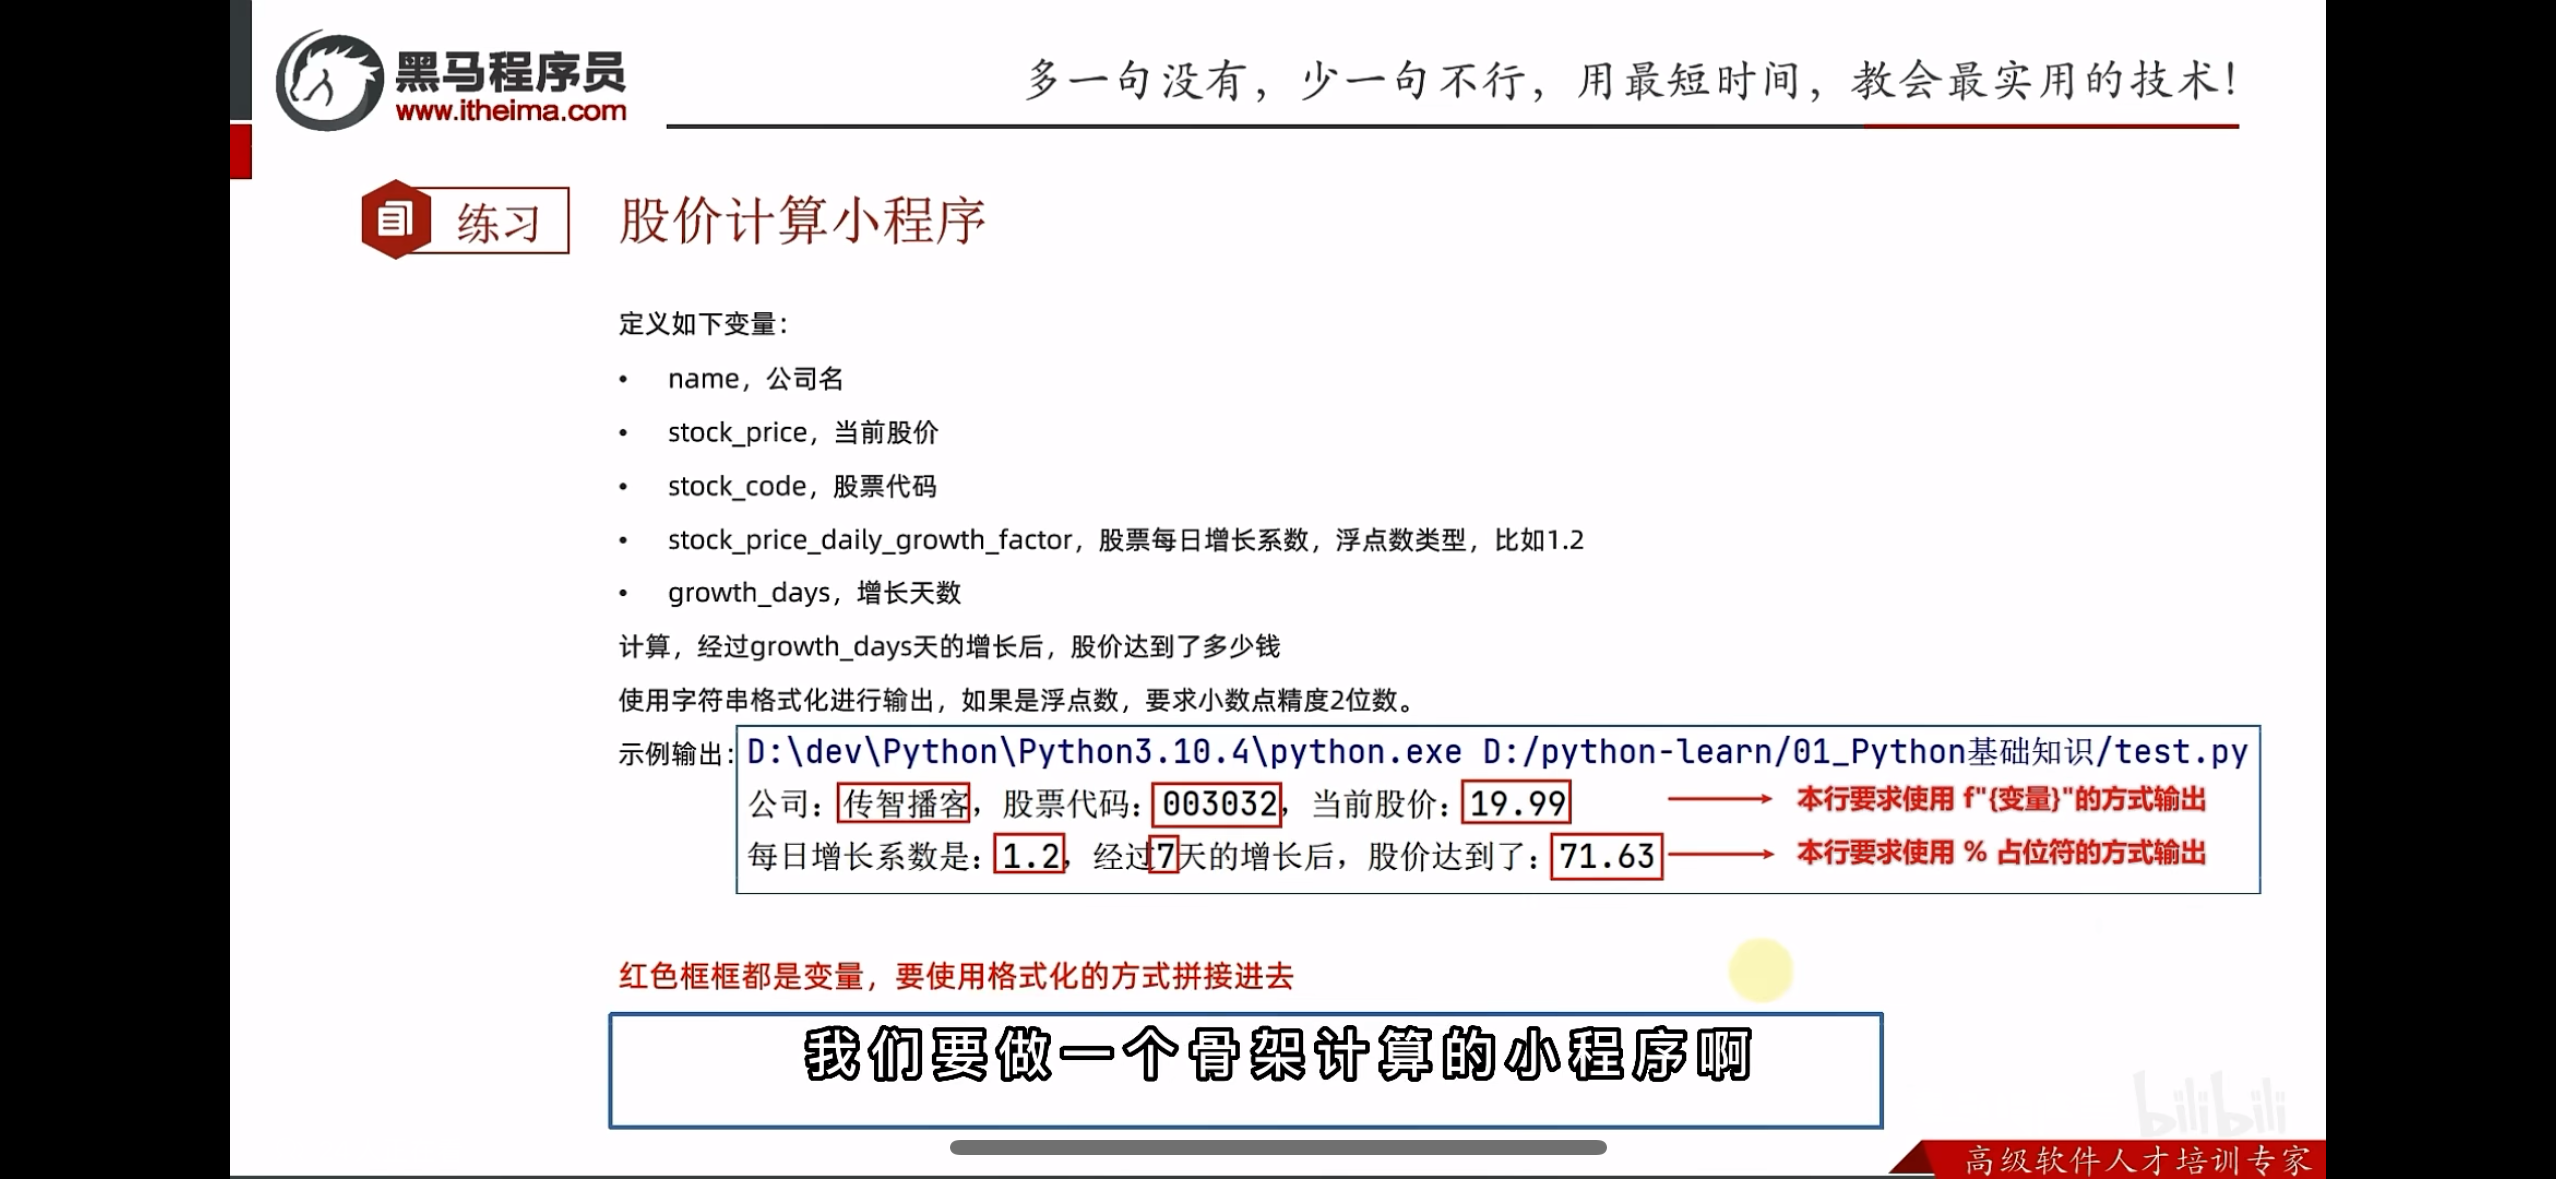 黑马程序员
www.itheima.com
多一句没有，少一句不行，用最短时间，教会最实用的技术！
练习
股价计算小程序
定义如下变量：
• name，公司名
• stock_price，当前股价
• stock_code，股票代码
• stock_price_daily_growth_factor，股票每日增长系数，浮点数类型，比如1.2
• growth_days，增长天数
计算，经过growth_days天的增长后，股价达到了多少钱
使用字符串格式化进行输出，如果是浮点数，要求小数点精度2位数。
示例输出：D:\dev\Python\Python3.10.4\python.exe D:/python-learn/01_Python基础知识/test.py
公司：传智播客，股票代码：003032，当前股价：19.99 本行要求使用 f"{变量}"的方式输出
每日增长系数是：1.2，经过7天的增长后，股价达到了：71.63 本行要求使用 % 占位符的方式输出
红色框框都是变量，要使用格式化的方式拼接进去
我们要做一个骨架计算的小程序啊
bilibili
高级软件人才培训专家